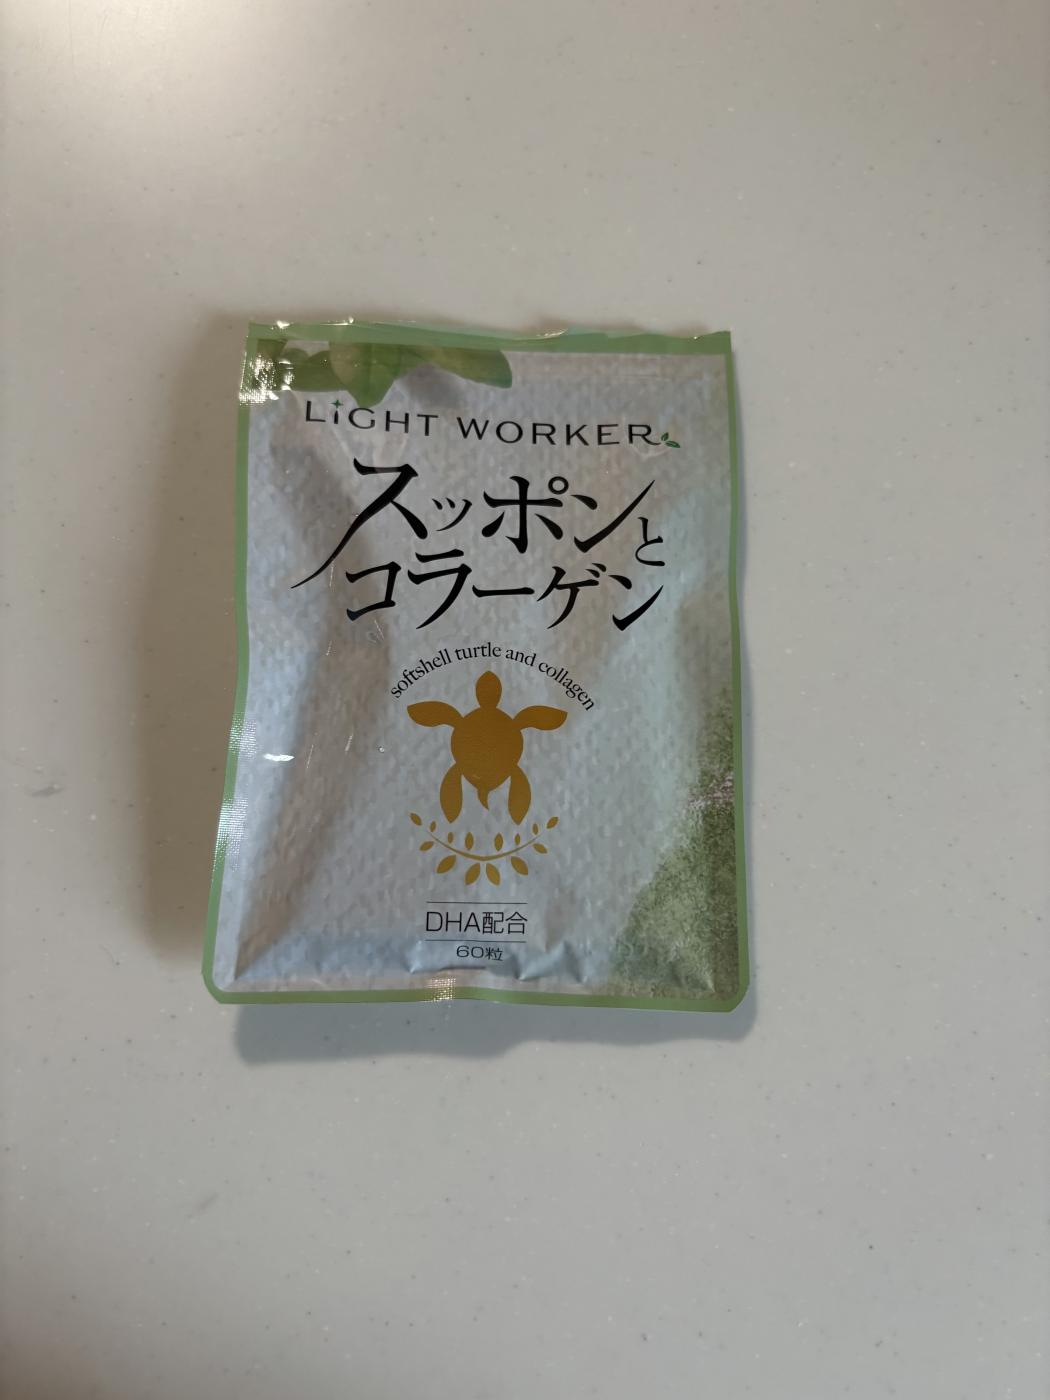 LiGHT WORKER
スッポンと
コラーゲン
softshell turtle and collagen
DHA配合
60粒